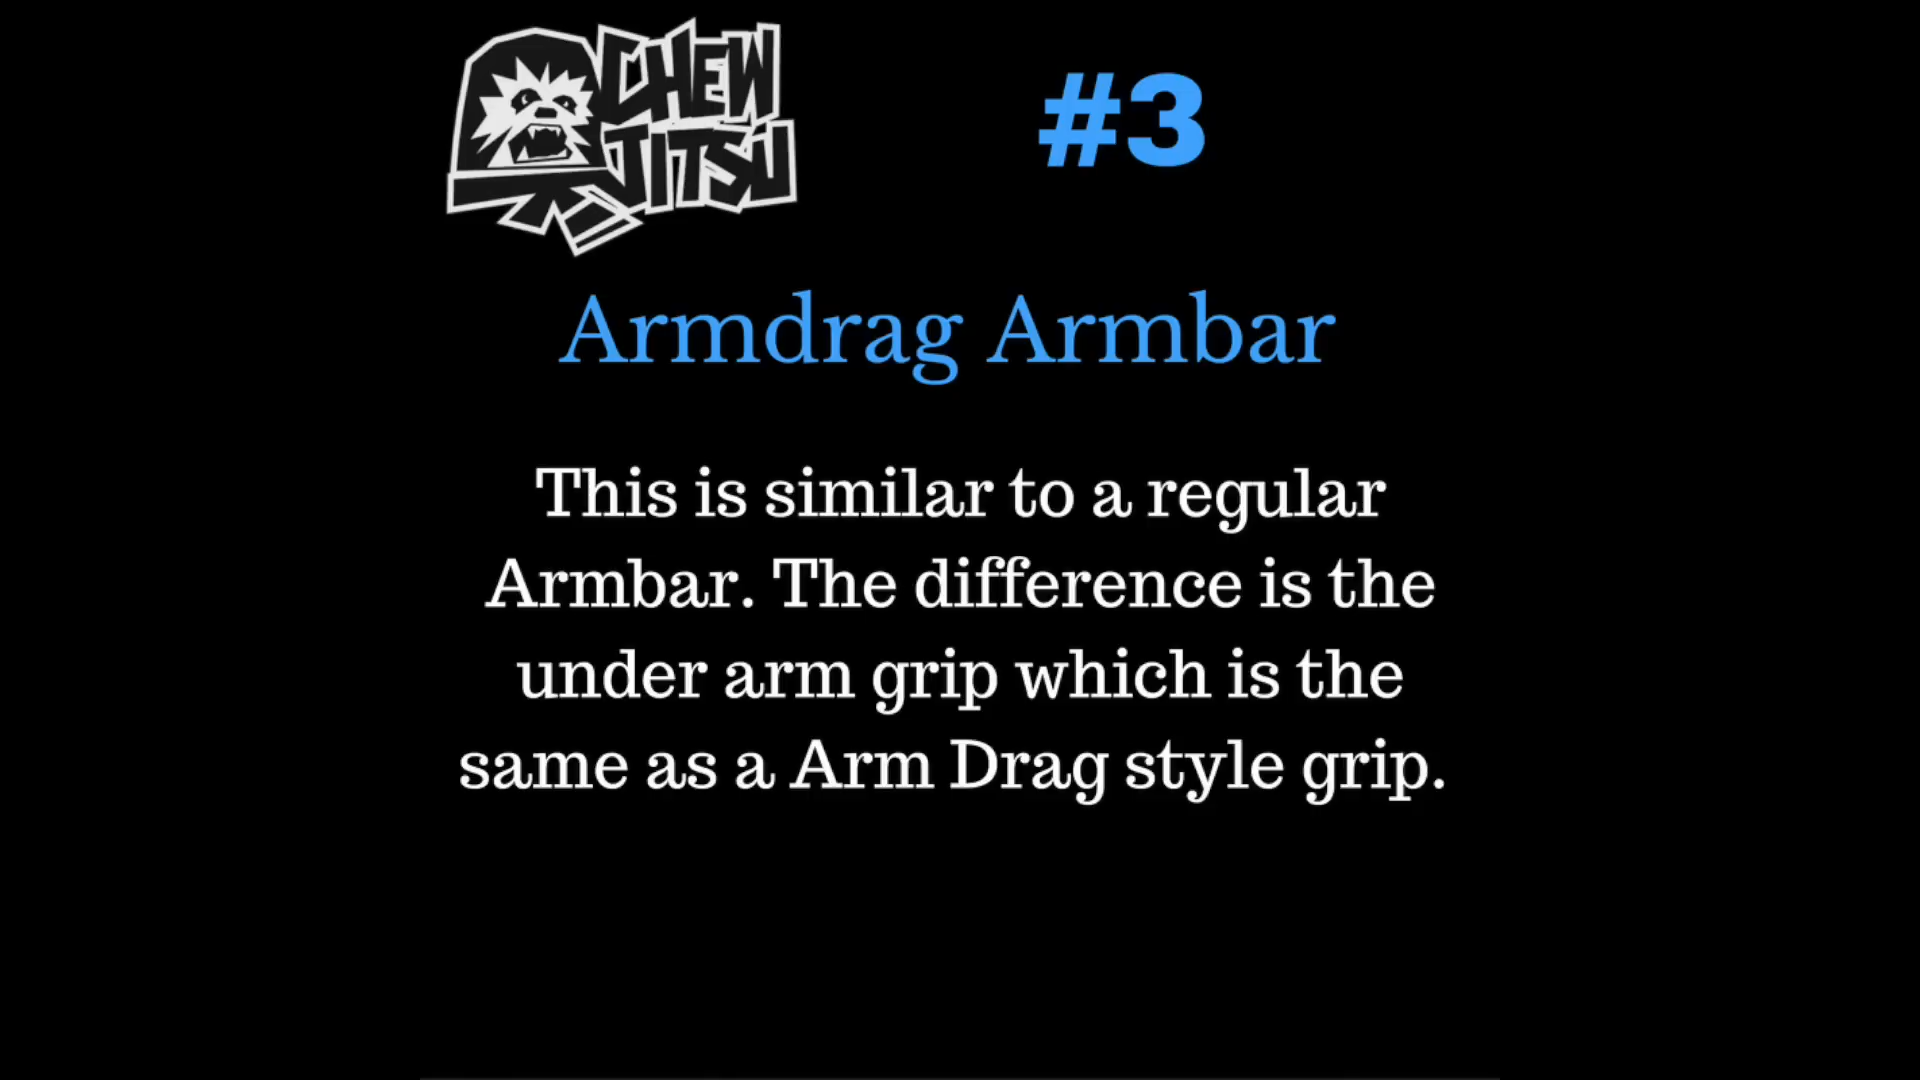 CHEW
JITSU
#3
Armdrag Armbar
This is similar to a regular
Armbar. The difference is the
under arm grip which is the
same as a Arm Drag style grip.